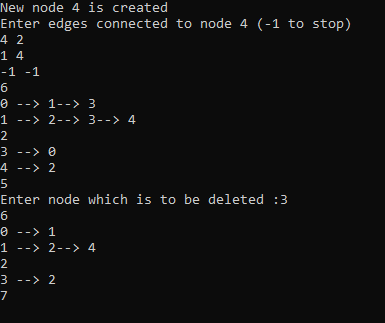 New node 4 is created
Enter edges connected to node 4 (-1 to stop)
4 2
1 4
-1 -1
6
0 --> 1--> 3
1 --> 2--> 3--> 4
2
3 --> 0
4 --> 2
5
Enter node which is to be deleted :3
6
0 --> 1
1 --> 2--> 4
2
3 --> 2
7